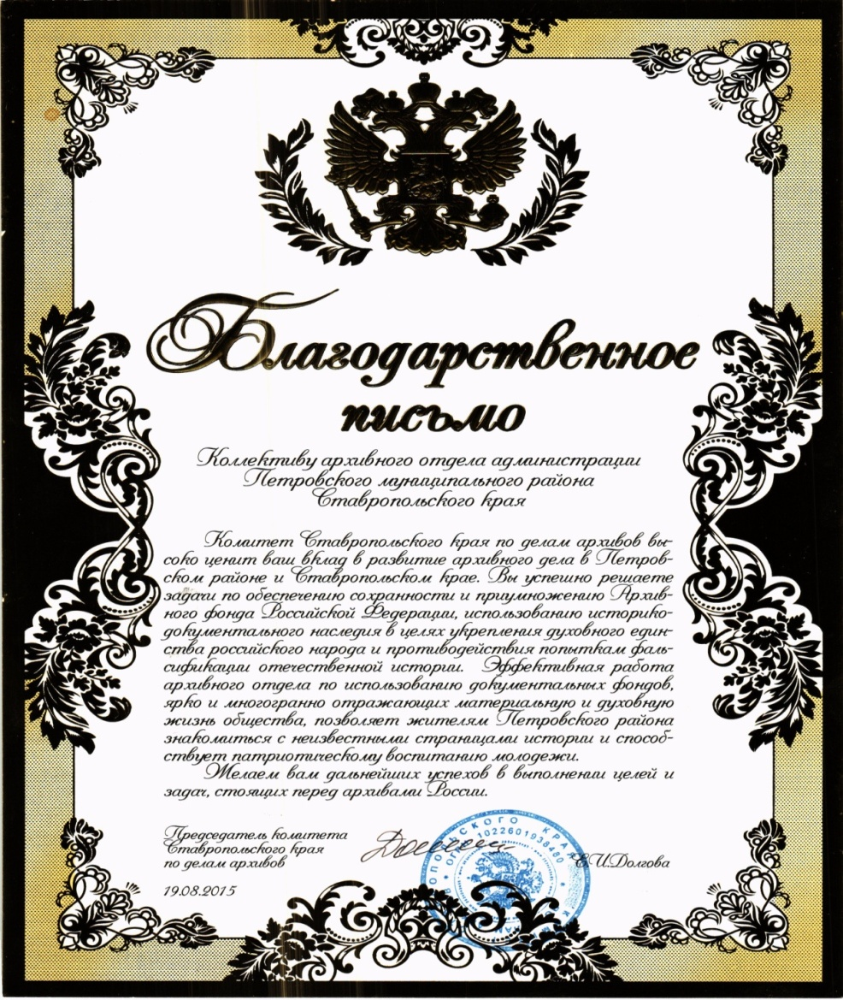 Благодарственное
письмо
Коллективу архивного отдела администрации
Петровского муниципального района
Ставропольского края
Комитет Ставропольского края по делам архивов вы-
соко ценит ваш вклад в развитие архивного дела в Петров-
ском районе и Ставропольском крае. Вы успешно решаете
задачи по обеспечению сохранности и приумножению Архив-
ного фонда Российской Федерации, использованию историко-
документального наследия в целях укрепления духовного един-
ства российского народа и противодействия попыткам фаль-
сификации отечественной истории. Эффективная работа
архивного отдела по использованию документальных фондов,
ярко и многогранно отражающих материальную и духовную
жизнь общества, позволяет жителям Петровского района
знакомиться с неизвестными страницами истории и способ-
ствует патриотическому воспитанию молодежи.
Желаем вам дальнейших успехов в выполнении целей и
задач, стоящих перед архивами России.
Председатель комитета
Ставропольского края
по делам архивов
Е.И.Долгова
19.08.2015
ОГРН 1022601938480